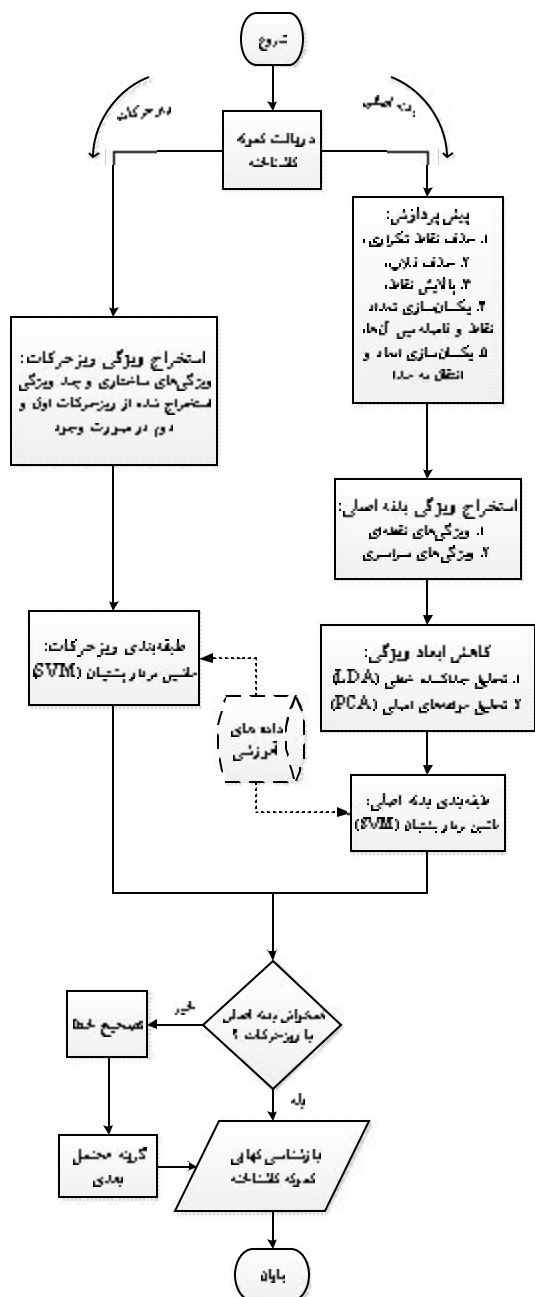 شروع
بدنه اصلی
ریزحرکات
دریافت نمونه
ناشناخته
پیش پردازش:
۱. حذف نقاط تکراری،
۲. حذف قلاب،
۳. پالایش نقاط،
۴. یکسان‌سازی تعداد
نقاط و فاصله بین آن‌ها،
۵. یکسان‌سازی ابعاد و
انتقال به مبدا
استخراج ویژگی ریزحرکات:
ویژگی‌های ساختاری و چند ویژگی
استخراج شده از ریزحرکات اول و
دوم در صورت وجود
استخراج ویژگی بدنه اصلی:
۱. ویژگی‌های نقطه‌ای
۲. ویژگی‌های سراسری
طبقه‌بندی ریزحرکات:
ماشین بردار پشتیبان (SVM)
کاهش ابعاد ویژگی:
۱. تحلیل جداکننده خطی (LDA)
۲. تحلیل مولفه‌های اصلی (PCA)
داده های
آموزشی
طبقه‌بندی بدنه اصلی:
ماشین بردار پشتیبان (SVM)
همخوانی بدنه اصلی
با ریزحرکات ؟
خیر
تصحیح خطا
بله
گزینه محتمل
بعدی
بازشناسی نهایی
نمونه ناشناخته
پایان